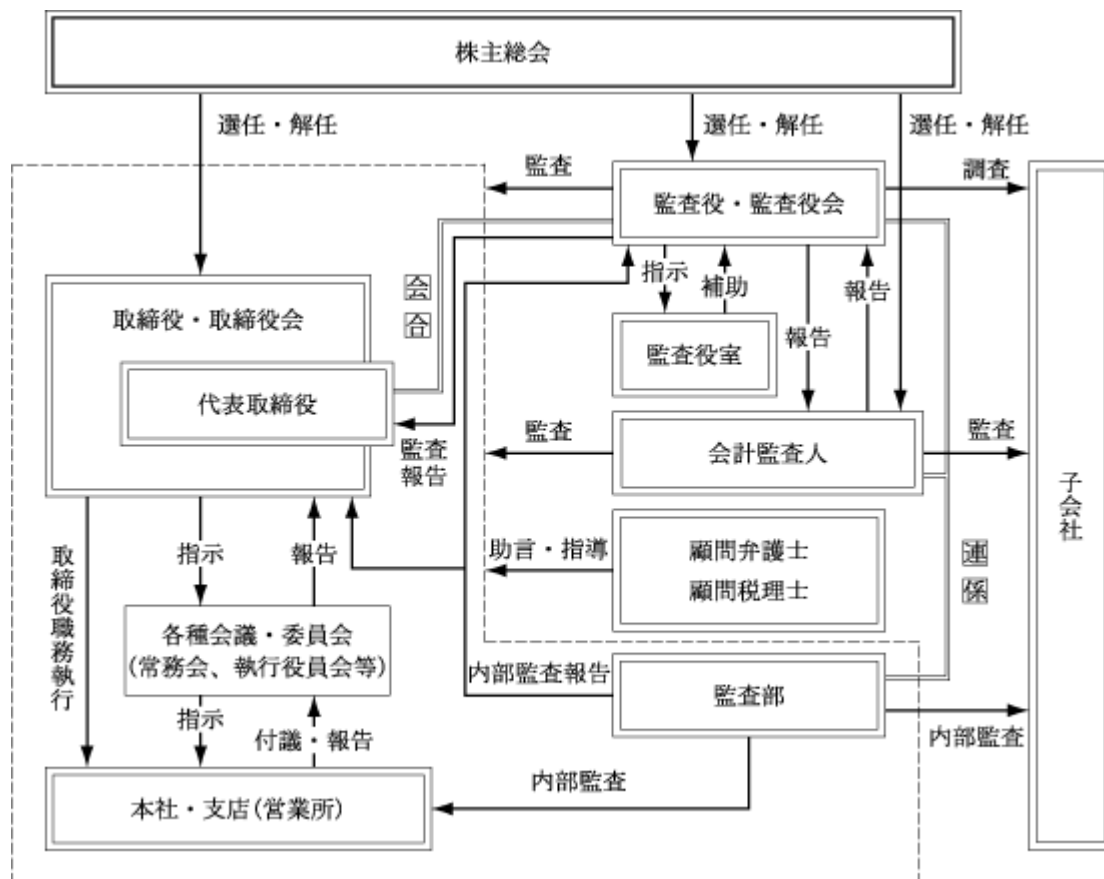 株主総会
選任・解任
選任・解任
選任・解任
監査
監査役・監査役会
調査
会合
指示
補助
報告
報告
取締役・取締役会
代表取締役
監査役室
監査報告
監査
会計監査人
監査
子会社
取締役職務執行
指示
報告
助言・指導
顧問弁護士
顧問税理士
連係
各種会議・委員会
(常務会、執行役員会等)
内部監査報告
監査部
内部監査
指示
付議・報告
内部監査
本社・支店(営業所)